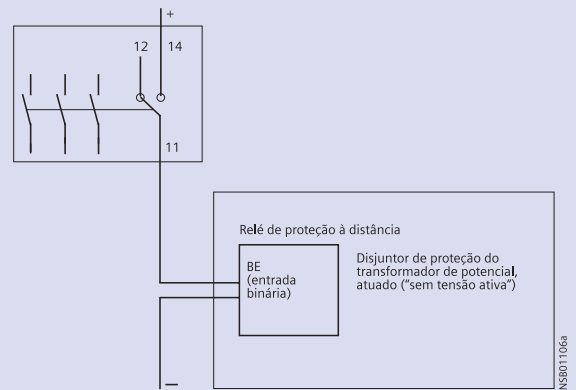 +
12
14
11
Relé de proteção à distância
BE
(entrada
binária)
Disjuntor de proteção do
transformador de potencial,
atuado ("sem tensão ativa")
—
NSB01106a